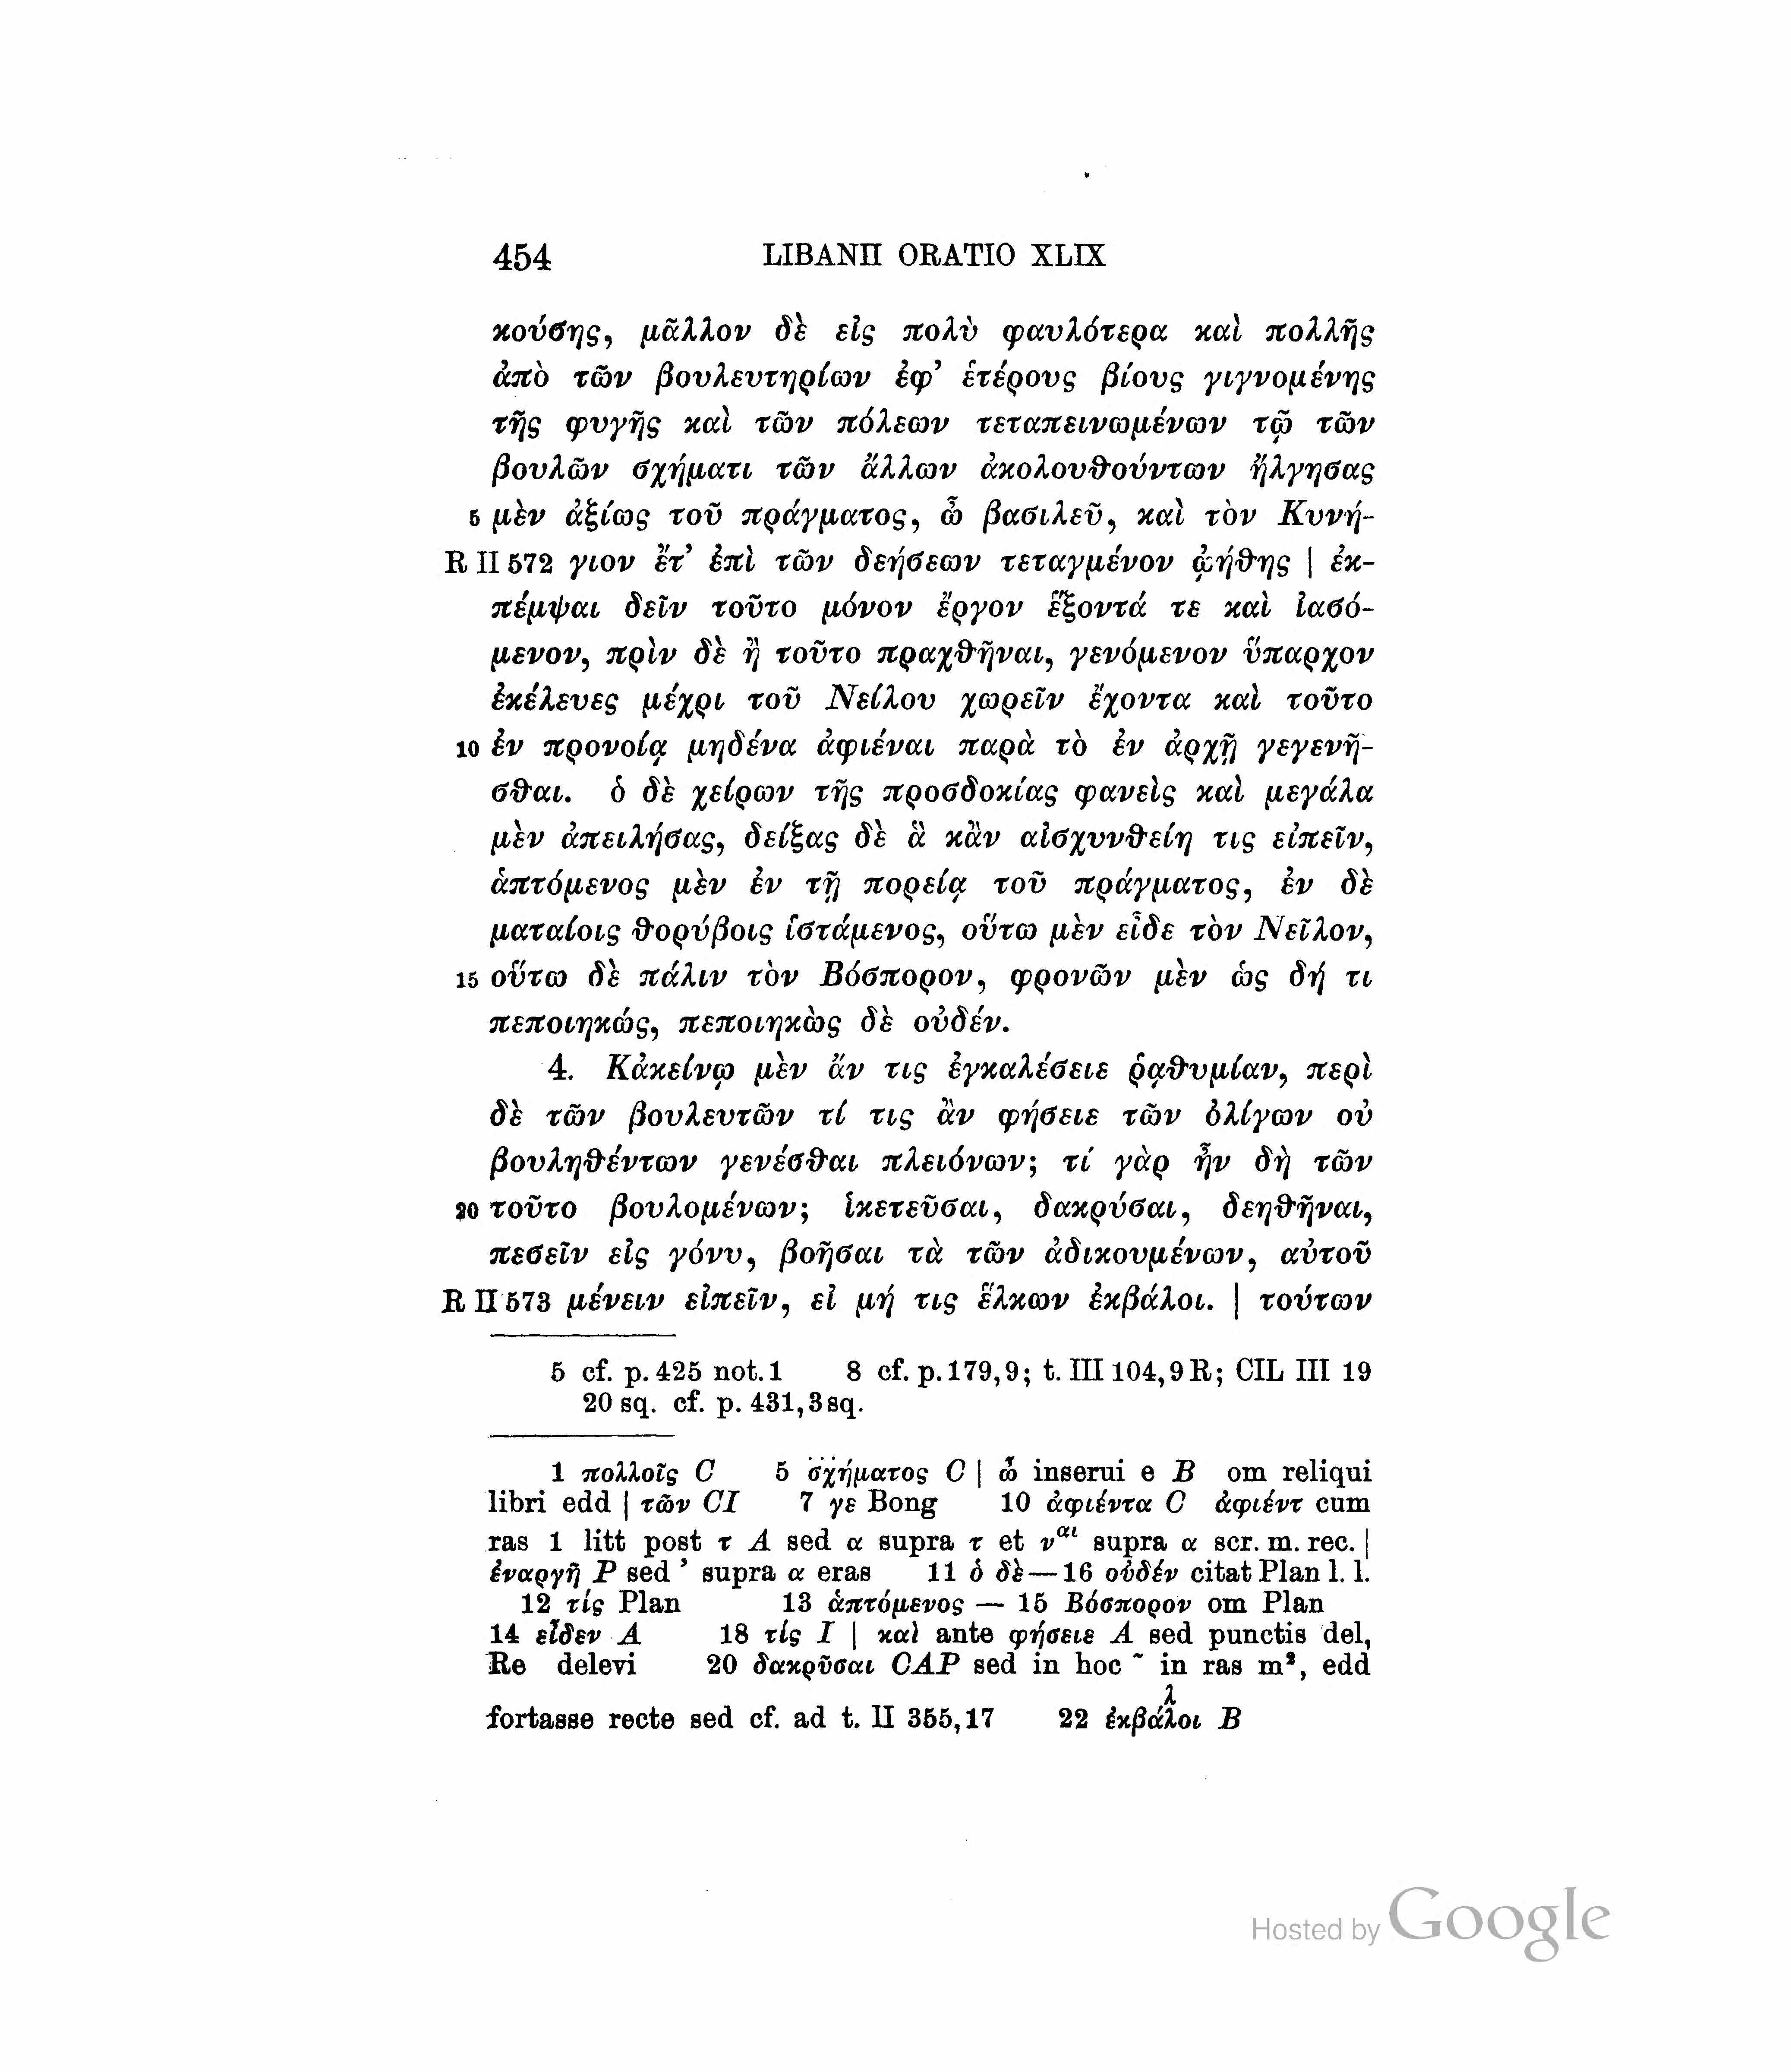 454 LIBANII ORATIO XLIX
κούσης, μᾶλλον δὲ εἰς πολὺ φαυλότερα καὶ πολλῆς
ἀπὸ τῶν βουλευτηρίων ἐφ’ ἑτέρους βίους γιγνομένης
τῆς φυγῆς καὶ τῶν πόλεων τεταπεινωμένων τῷ τῶν
βουλῶν σχήματι τῶν ἄλλων ἀκολουθούντων ἤλγησας
5 μὲν ἀξίως τοῦ πράγματος, ὦ βασιλεῦ, καὶ τὸν Κυνή-
R II 572 γιον ἔτ’ ἐπὶ τῶν δεήσεων τεταγμένον ᾠήθης | ἐκ-
πέμψαι δεῖν τοῦτο μόνον ἔργον ἕξοντά τε καὶ ἰασό-
μενον, πρὶν δὲ ἢ τοῦτο πραχθῆναι, γενόμενον ὕπαρχον
ἐκέλευες μέχρι τοῦ Νείλου χωρεῖν ἔχοντα καὶ τοῦτο
10 ἐν προνοίᾳ μηδένα ἀφιέναι παρὰ τὸ ἐν ἀρχῇ γεγενῆ-
σθαι. ὁ δὲ χείρων τῆς προσδοκίας φανεὶς καὶ μεγάλα
μὲν ἀπειλήσας, δείξας δὲ ἃ κἂν αἰσχυνθείη τις εἰπεῖν,
ἁπτόμενος μὲν ἐν τῇ πορείᾳ τοῦ πράγματος, ἐν δὲ
ματαίοις θορύβοις ἱστάμενος, οὕτω μὲν εἶδε τὸν Νεῖλον,
15 οὕτω δὲ πάλιν τὸν Βόσπορον, φρονῶν μὲν ὡς δή τι
πεποιηκώς, πεποιηκὼς δὲ οὐδέν.
4. Κἀκείνῳ μὲν ἄν τις ἐγκαλέσειε ῥᾳθυμίαν, περὶ
δὲ τῶν βουλευτῶν τί τις ἂν φήσειε τῶν ὀλίγων οὐ
βουληθέντων γενέσθαι πλειόνων; τί γὰρ ἦν δὴ τῶν
20 τοῦτο βουλομένων; ἱκετεῦσαι, δακρύσαι, δεηθῆναι,
πεσεῖν εἰς γόνυ, βοῆσαι τὰ τῶν ἀδικουμένων, αὐτοῦ
R II 573 μένειν εἰπεῖν, εἰ μή τις ἕλκων ἐκβάλοι. | τούτων
5 cf. p. 425 not. 1 8 cf. p. 179,9; t. III 104,9 R; CIL III 19
20 sq. cf. p. 431,3 sq.
1 πολλοῖς C 5 σχήματος C | ὦ inserui e B om reliqui
libri edd | τῶν CI 7 γε Bong 10 ἀφιέντα C ἀφιέντ cum
ras 1 litt post τ A sed α supra τ et ναι supra α scr. m. rec. |
ἐναργῆ P sed ’ supra α eras 11 ὁ δὲ—16 οὐδέν citat Plan l. l.
12 τίς Plan 13 ἁπτόμενος — 15 Βόσπορον om Plan
14 εἶδεν A 18 τίς I | καὶ ante φήσειε A sed punctis del,
Re delevi 20 δακρῦσαι CAP sed in hoc ~ in ras m², edd
fortasse recte sed cf. ad t. II 355,17 22 ἐκβάλλοι B
Hosted by Google